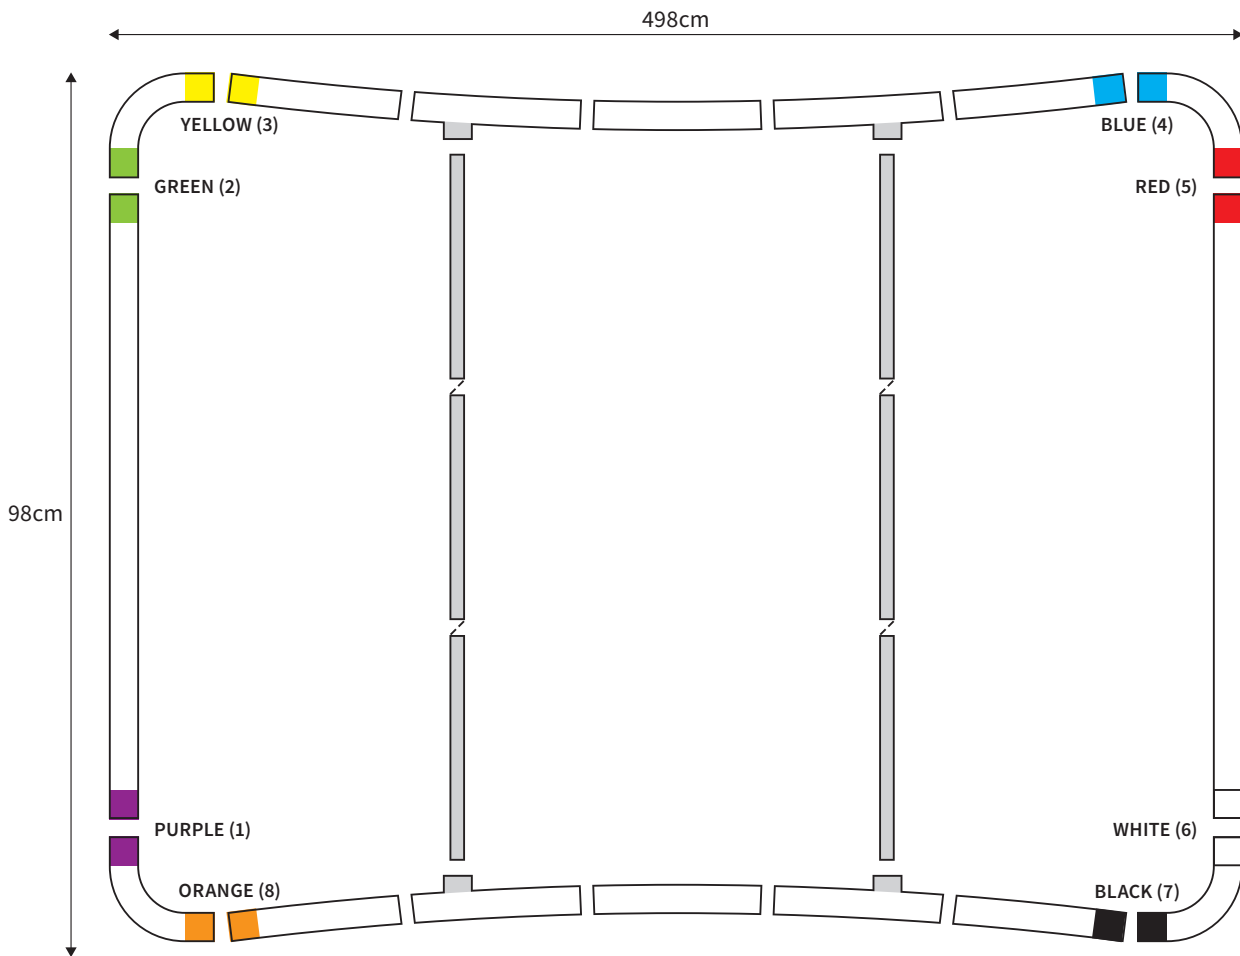 498cm
YELLOW (3)
BLUE (4)
GREEN (2)
RED (5)
98cm
PURPLE (1)
WHITE (6)
ORANGE (8)
BLACK (7)